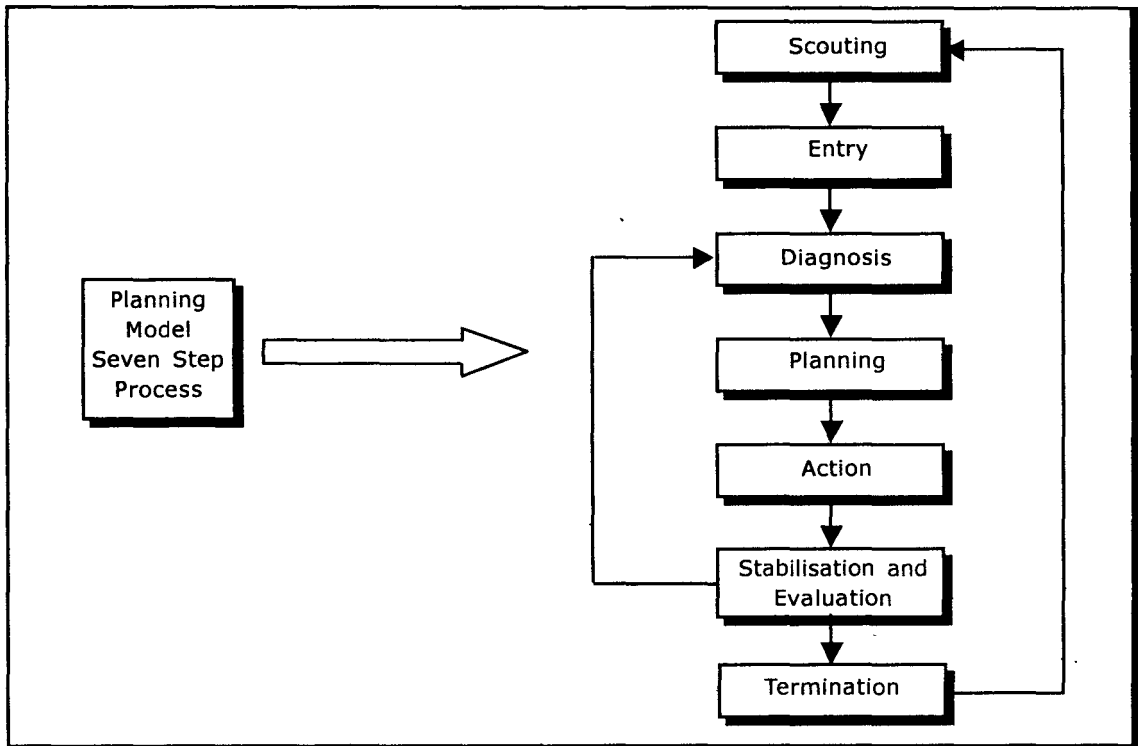 Planning
Model
Seven Step
Process
Scouting
Entry
Diagnosis
Planning
Action
Stabilisation and
Evaluation
Termination